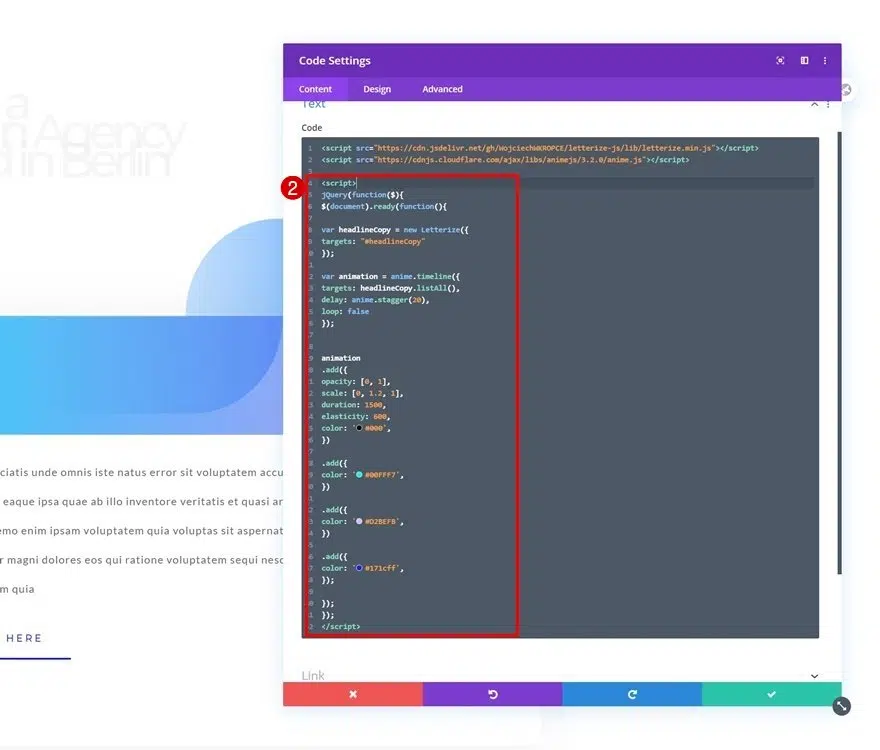 Code Settings
Content Design Advanced
Text
Code
a
n Agency
d in Berlin
1 <script src="https://cdn.jsdelivr.net/gh/WojciechWKROPCE/letterize-js/lib/letterize.min.js"></script>
2 <script src="https://cdnjs.cloudflare.com/ajax/libs/animejs/3.2.0/anime.js"></script>
3
2
4 <script>
5 jQuery(function($){
6 $(document).ready(function(){
7
8 var headlineCopy = new Letterize({
9 targets: "#headlineCopy"
0 });
1
2 var animation = anime.timeline({
3 targets: headlineCopy.listAll(),
4 delay: anime.stagger(20),
5 loop: false
6 });
7
8
9 animation
0 .add({
1 opacity: [0, 1],
2 scale: [0, 1.2, 1],
3 duration: 1500,
4 elasticity: 600,
5 color: '#000',
6 })
7
8 .add({
9 color: '#00FFF7',
0 })
1
2 .add({
3 color: '#D2BEFB',
4 })
5
6 .add({
7 color: '#171cff',
8 });
9
0 });
1 });
2 </script>
ciatis unde omnis iste natus error sit voluptatem accu
eaque ipsa quae ab illo inventore veritatis et quasi ar
emo enim ipsam voluptatem quia voluptas sit aspernat
r magni dolores eos qui ratione voluptatem sequi nesc
m quia
HERE
Link